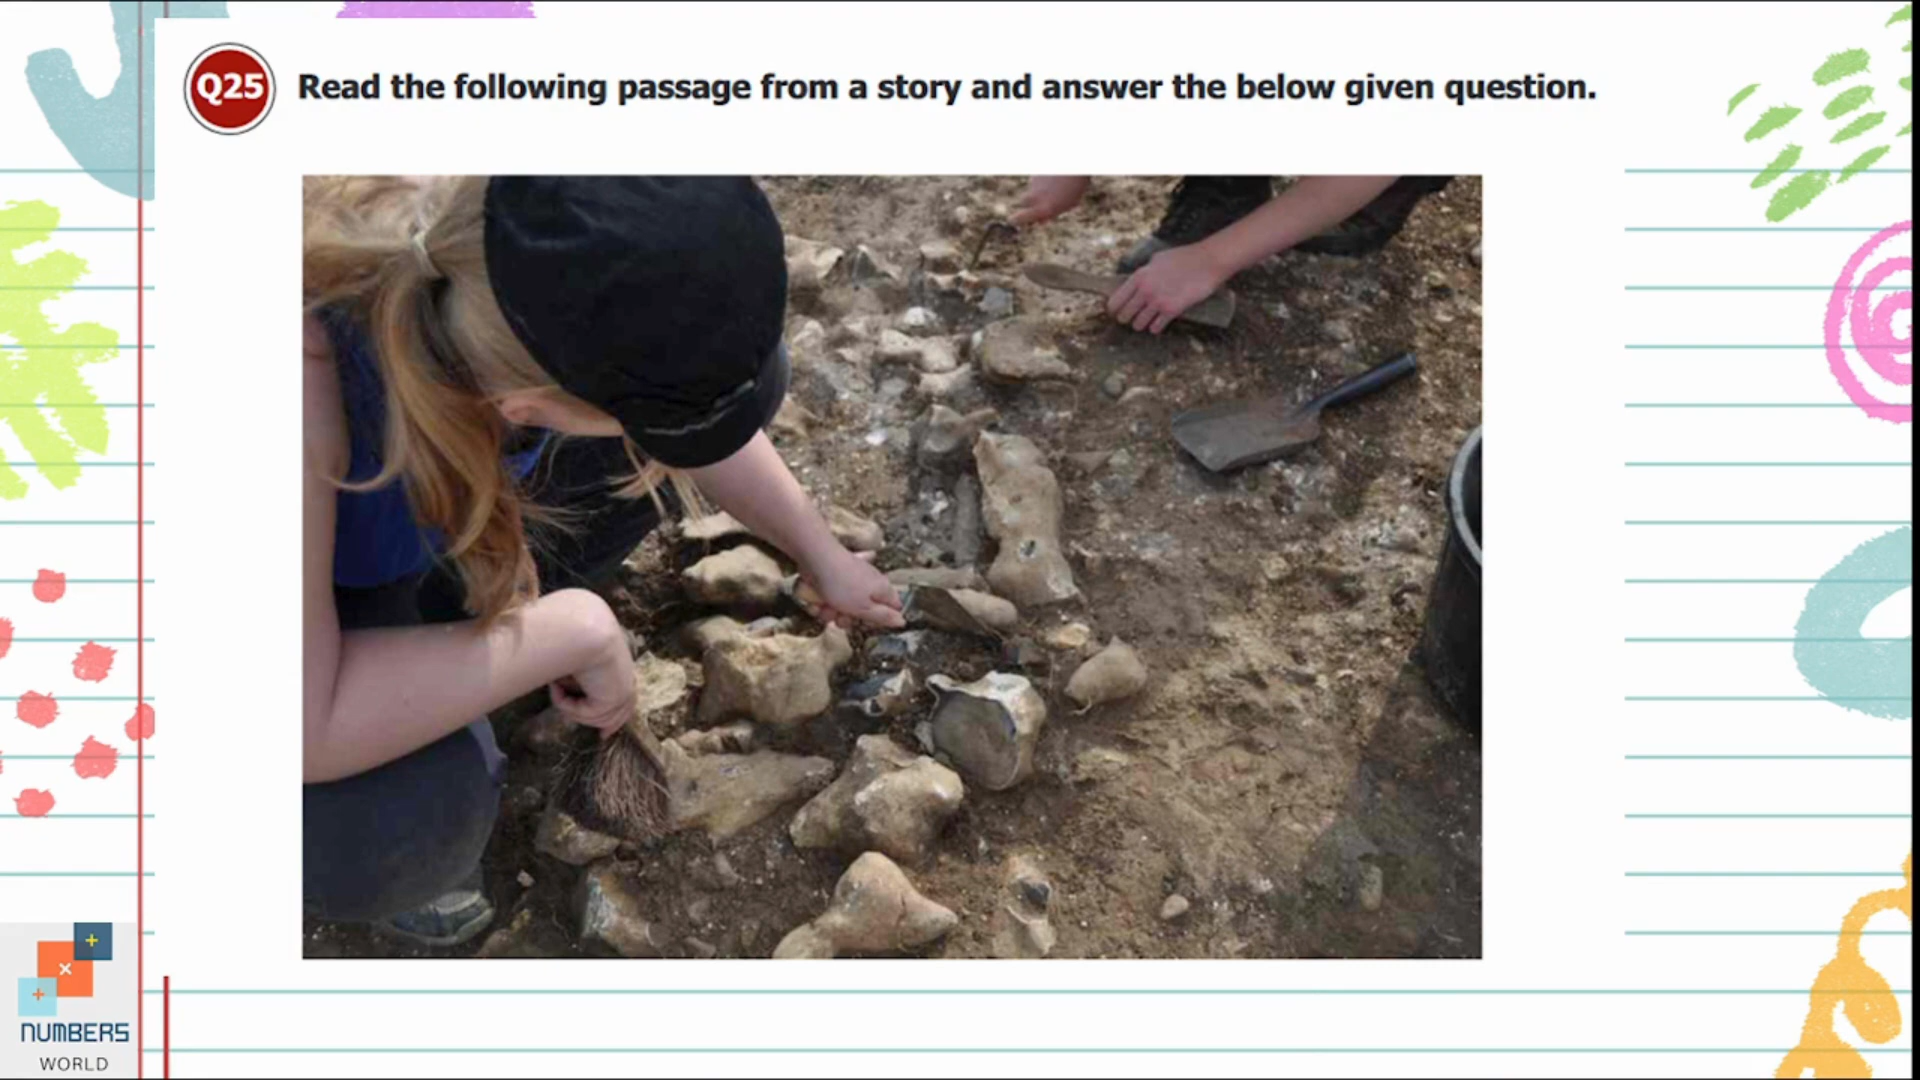 Q25 Read the following passage from a story and answer the below given question.
NUMBERS
WORLD